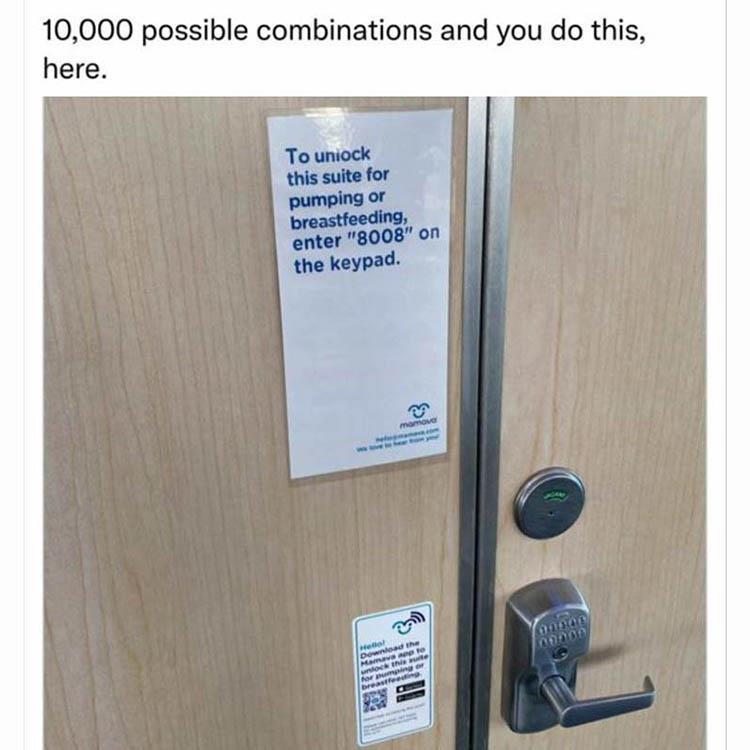 10,000 possible combinations and you do this,
here.
To unlock
this suite for
pumping or
breastfeeding,
enter "8008" on
the keypad.
mamava
hello@mamava.com
We love to hear from you!
VACANT
Hello!
Download the
Mamava app to
unlock this suite
for pumping or
breastfeeding.